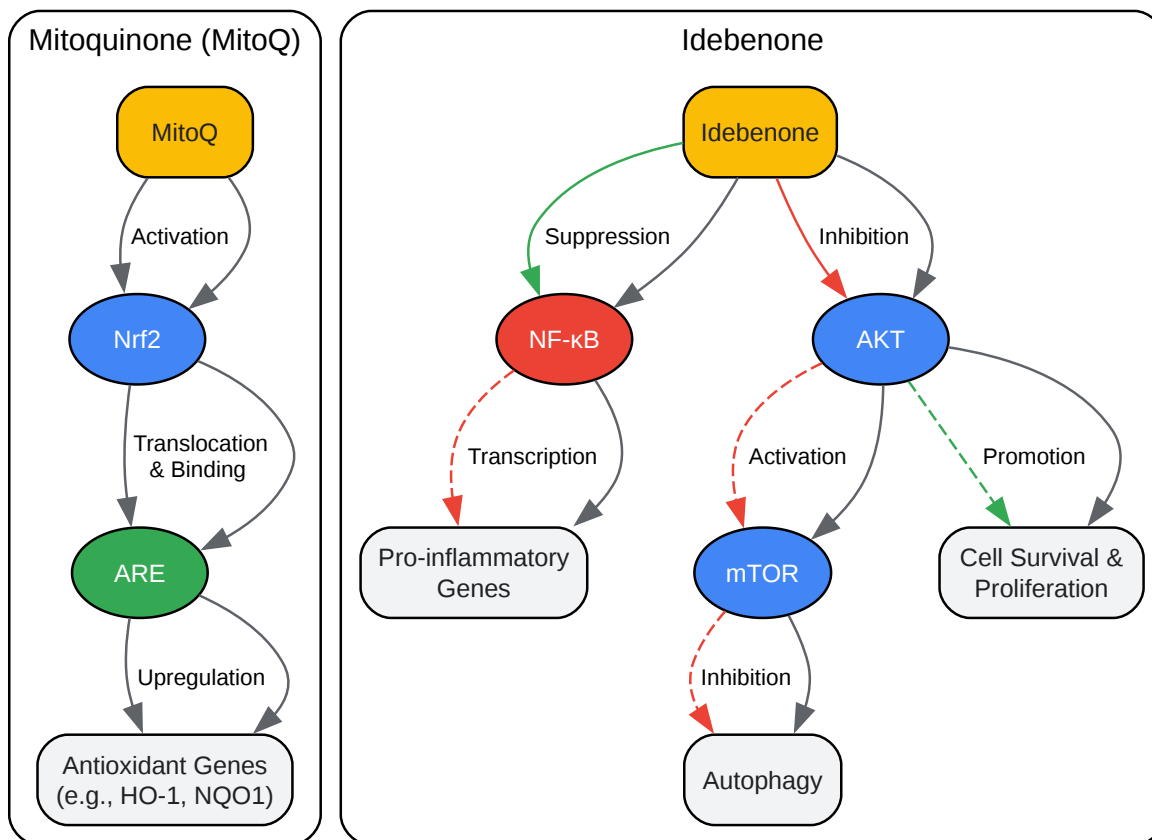 Mitoquinone (MitoQ)
MitoQ
Activation
Nrf2
Translocation
& Binding
ARE
Upregulation
Antioxidant Genes
(e.g., HO-1, NQO1)
Idebenone
Idebenone
Suppression
Inhibition
NF-κB
AKT
Transcription
Activation
Promotion
Pro-inflammatory
Genes
mTOR
Cell Survival &
Proliferation
Inhibition
Autophagy